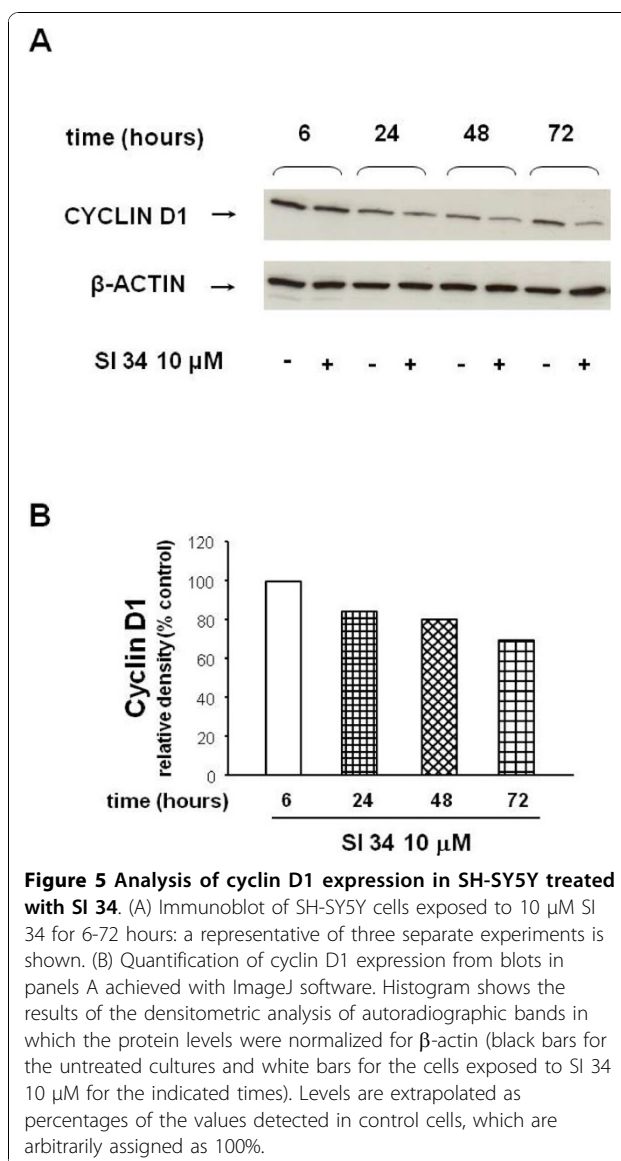 A
time (hours) 6 24 48 72
CYCLIN D1 →
β-ACTIN →
SI 34 10 µM - + - + - + - +
B
Cyclin D1
relative density (% control)
120
100
80
60
40
20
0
time (hours) 6 24 48 72
SI 34 10 µM
Figure 5 Analysis of cyclin D1 expression in SH-SY5Y treated
with SI 34. (A) Immunoblot of SH-SY5Y cells exposed to 10 µM SI
34 for 6-72 hours: a representative of three separate experiments is
shown. (B) Quantification of cyclin D1 expression from blots in
panels A achieved with ImageJ software. Histogram shows the
results of the densitometric analysis of autoradiographic bands in
which the protein levels were normalized for β-actin (black bars for
the untreated cultures and white bars for the cells exposed to SI 34
10 µM for the indicated times). Levels are extrapolated as
percentages of the values detected in control cells, which are
arbitrarily assigned as 100%.